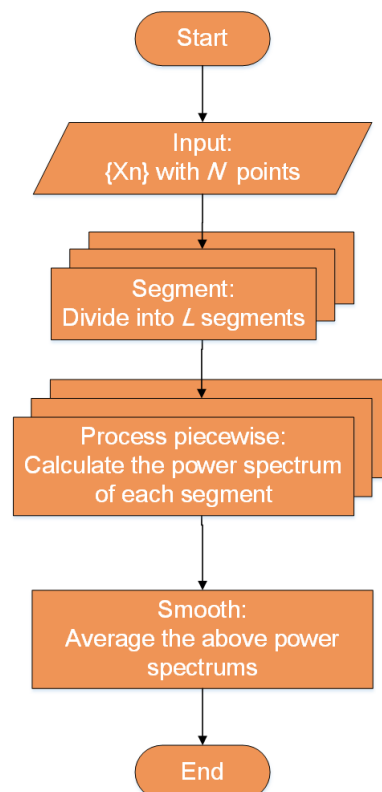 Start
Input:
{Xn} with N points
Segment:
Divide into L segments
Process piecewise:
Calculate the power spectrum
of each segment
Smooth:
Average the above power
spectrums
End